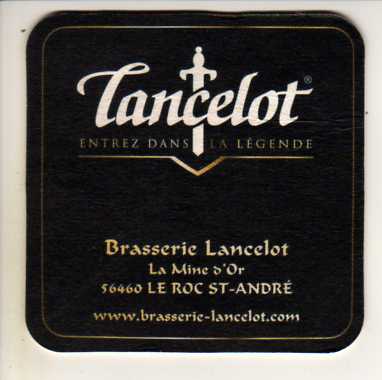 Lancelot®
ENTREZ DANS LA LÉGENDE
Brasserie Lancelot
La Mine d'Or
56460 LE ROC ST-ANDRÉ
www.brasserie-lancelot.com